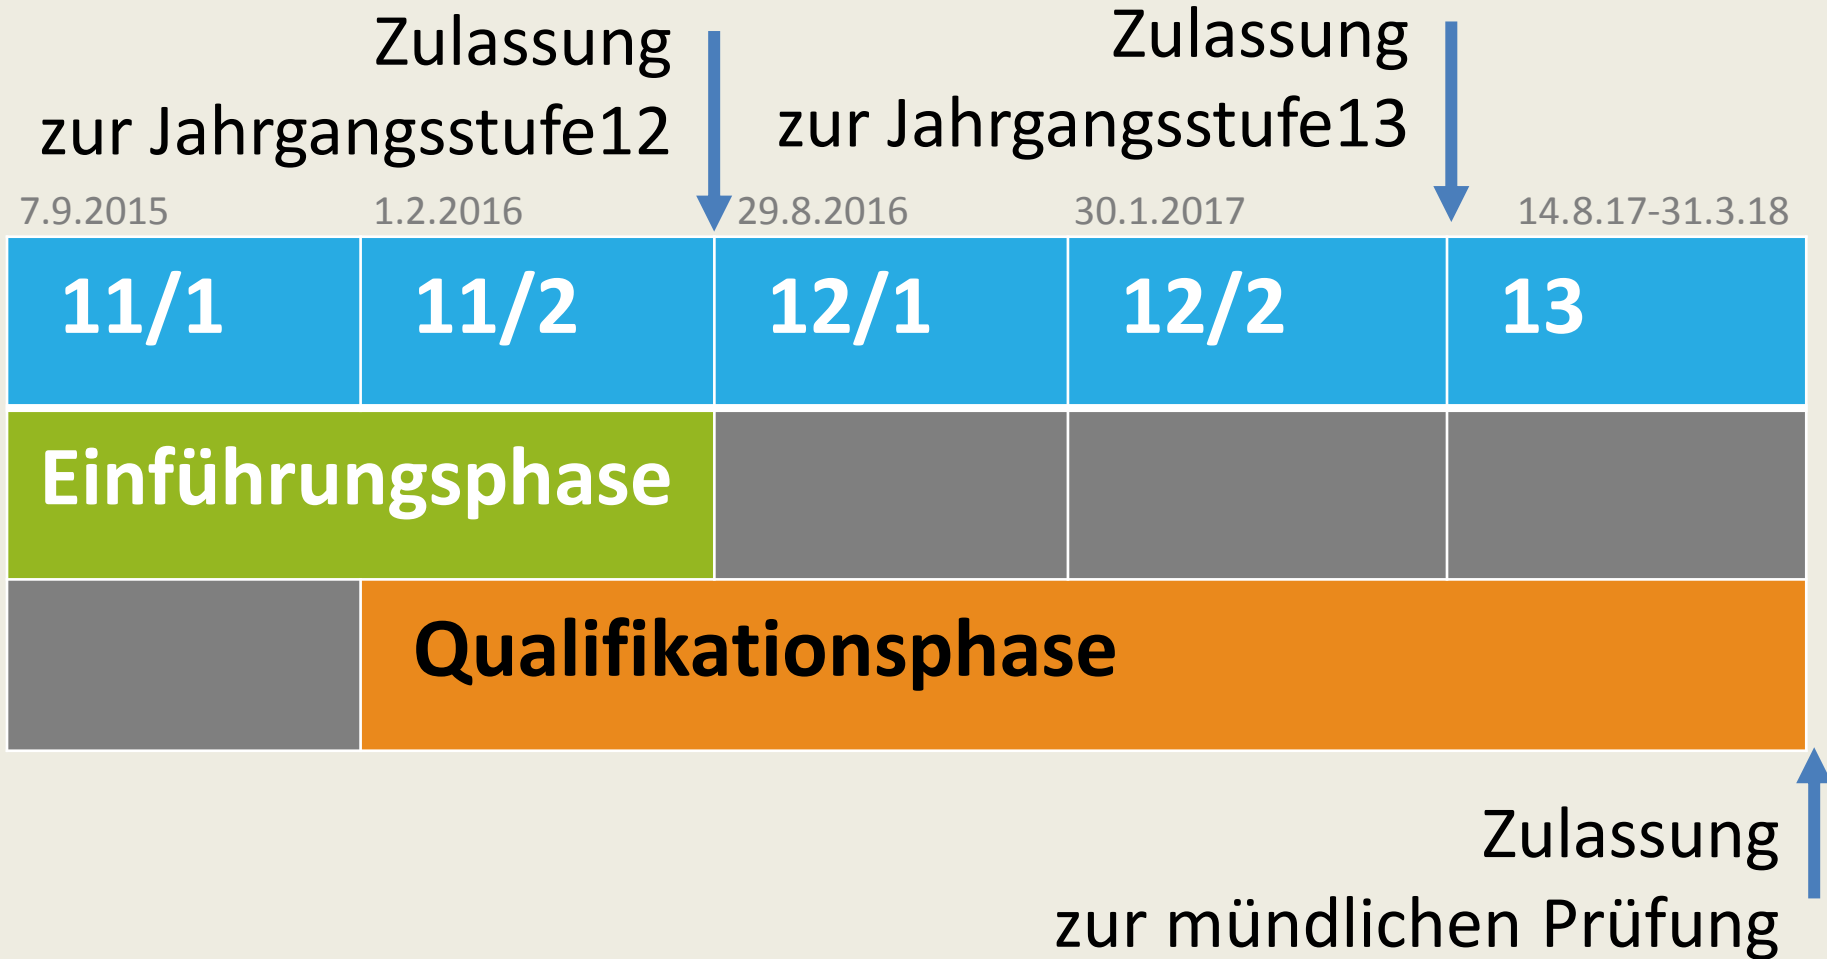 Zulassung
zur Jahrgangsstufe12
Zulassung
zur Jahrgangsstufe13
7.9.2015 1.2.2016 29.8.2016 30.1.2017 14.8.17-31.3.18
11/1 11/2 12/1 12/2 13
Einführungsphase
Qualifikationsphase
Zulassung
zur mündlichen Prüfung